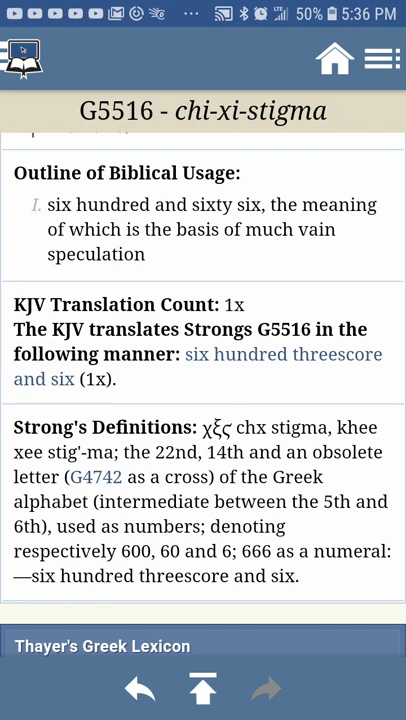 50% 5:36 PM
G5516 - chi-xi-stigma
Outline of Biblical Usage:
I. six hundred and sixty six, the meaning
of which is the basis of much vain
speculation
KJV Translation Count: 1x
The KJV translates Strongs G5516 in the
following manner: six hundred threescore
and six (1x).
Strong's Definitions: χξϛ chx stigma, khee
xee stig'-ma; the 22nd, 14th and an obsolete
letter (G4742 as a cross) of the Greek
alphabet (intermediate between the 5th and
6th), used as numbers; denoting
respectively 600, 60 and 6; 666 as a numeral:
—six hundred threescore and six.
Thayer's Greek Lexicon